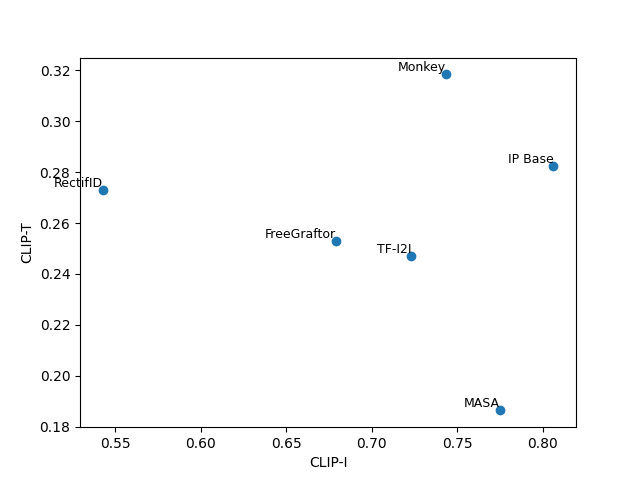 0.32
0.30
0.28
0.26
0.24
0.22
0.20
0.18
CLIP-T
Monkey
IP Base
RectifID
FreeGraftor
TF-I2I
MASA
0.55 0.60 0.65 0.70 0.75 0.80
CLIP-I